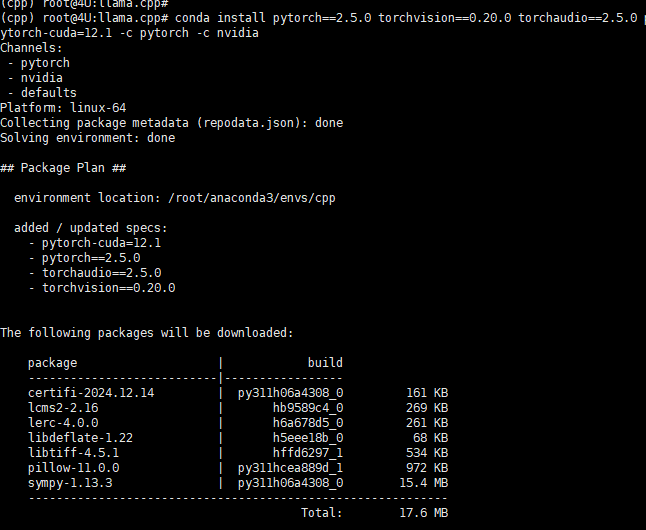 (cpp) root@4U:llama.cpp#
(cpp) root@4U:llama.cpp# conda install pytorch==2.5.0 torchvision==0.20.0 torchaudio==2.5.0 p
ytorch-cuda=12.1 -c pytorch -c nvidia
Channels:
 - pytorch
 - nvidia
 - defaults
Platform: linux-64
Collecting package metadata (repodata.json): done
Solving environment: done

## Package Plan ##

  environment location: /root/anaconda3/envs/cpp

  added / updated specs:
    - pytorch-cuda=12.1
    - pytorch==2.5.0
    - torchaudio==2.5.0
    - torchvision==0.20.0


The following packages will be downloaded:

    package                    |            build
    ---------------------------|-----------------
    certifi-2024.12.14         |  py311h06a4308_0         161 KB
    lcms2-2.16                 |       hb9589c4_0         269 KB
    lerc-4.0.0                 |       h6a678d5_0         261 KB
    libdeflate-1.22            |       h5eee18b_0          68 KB
    libtiff-4.5.1              |       hffd6297_1         534 KB
    pillow-11.0.0              |  py311hcea889d_1         972 KB
    sympy-1.13.3               |  py311h06a4308_0        15.4 MB
    ------------------------------------------------------------
                                           Total:        17.6 MB